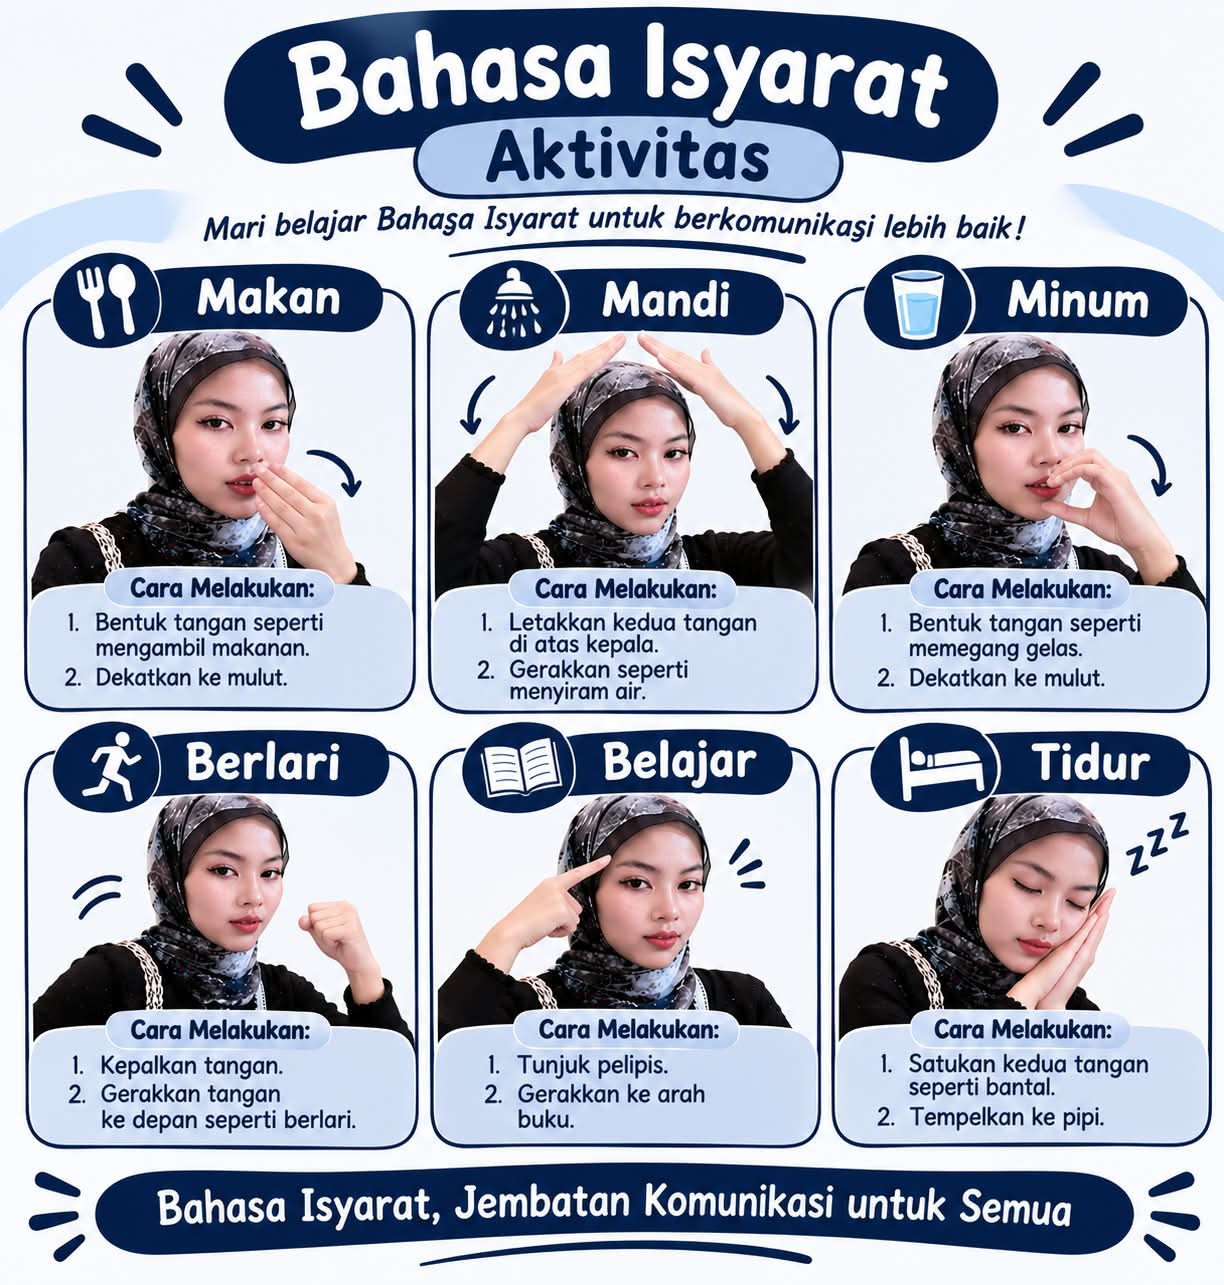 Bahasa Isyarat
Aktivitas
Mari belajar Bahasa Isyarat untuk berkomunikasi lebih baik!
Makan
Cara Melakukan:
1. Bentuk tangan seperti
mengambil makanan.
2. Dekatkan ke mulut.
Mandi
Cara Melakukan:
1. Letakkan kedua tangan
di atas kepala.
2. Gerakkan seperti
menyiram air.
Minum
Cara Melakukan:
1. Bentuk tangan seperti
memegang gelas.
2. Dekatkan ke mulut.
Berlari
Cara Melakukan:
1. Kepalkan tangan.
2. Gerakkan tangan
ke depan seperti berlari.
Belajar
Cara Melakukan:
1. Tunjuk pelipis.
2. Gerakkan ke arah
buku.
Tidur
zzz
Cara Melakukan:
1. Satukan kedua tangan
seperti bantal.
2. Tempelkan ke pipi.
Bahasa Isyarat, Jembatan Komunikasi untuk Semua